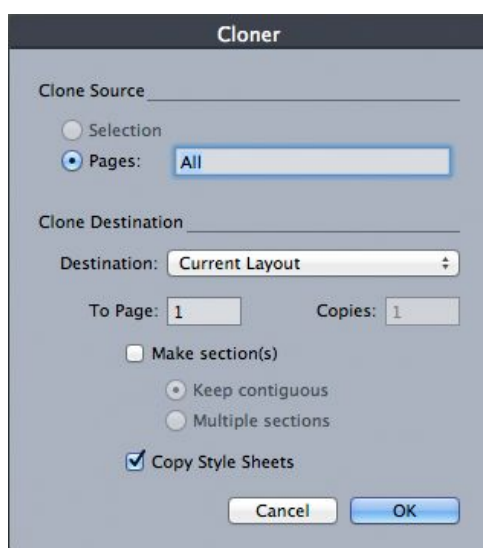 Cloner
Clone Source
Selection
Pages: All
Clone Destination
Destination: Current Layout
To Page: 1 Copies: 1
Make section(s)
Keep contiguous
Multiple sections
Copy Style Sheets
Cancel OK